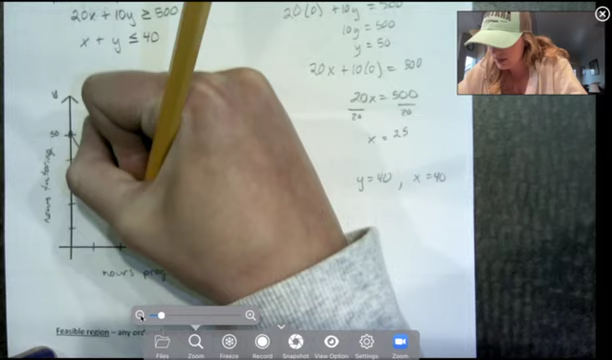 20x + 10y ≥ 500
x + y ≤ 40
20(0) + 10y = 500
10y = 500
y = 50
20x + 10(0) = 500
20x = 500
20 20
x = 25
y = 40 , x = 40
y
50
hours tutoring
hours prog
Feasible region – any ord
Files Zoom Freeze Record Snapshot View Option Settings Zoom